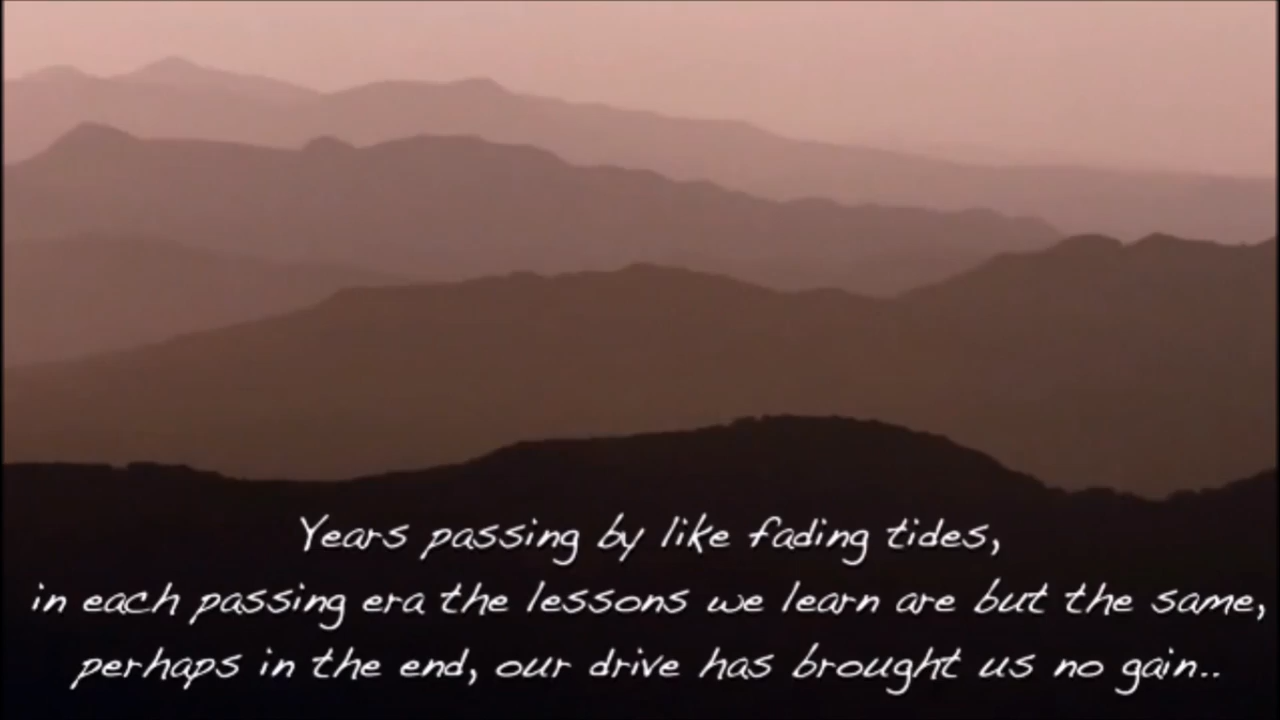 Years passing by like fading tides,
in each passing era the lessons we learn are but the same,
perhaps in the end, our drive has brought us no gain..